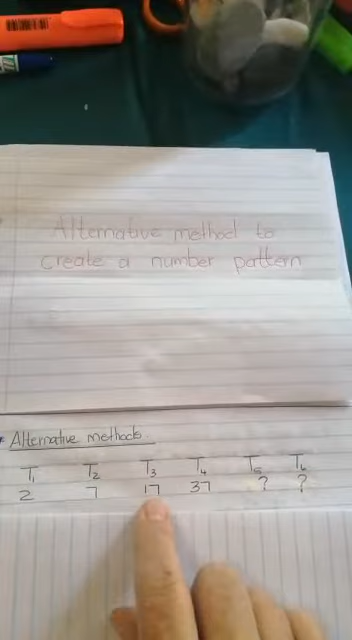 Alternative method to
create a number pattern
* Alternative methods.
T₁ T₂ T₃ T₄ T₅ T₆
2 7 17 37 ? ?